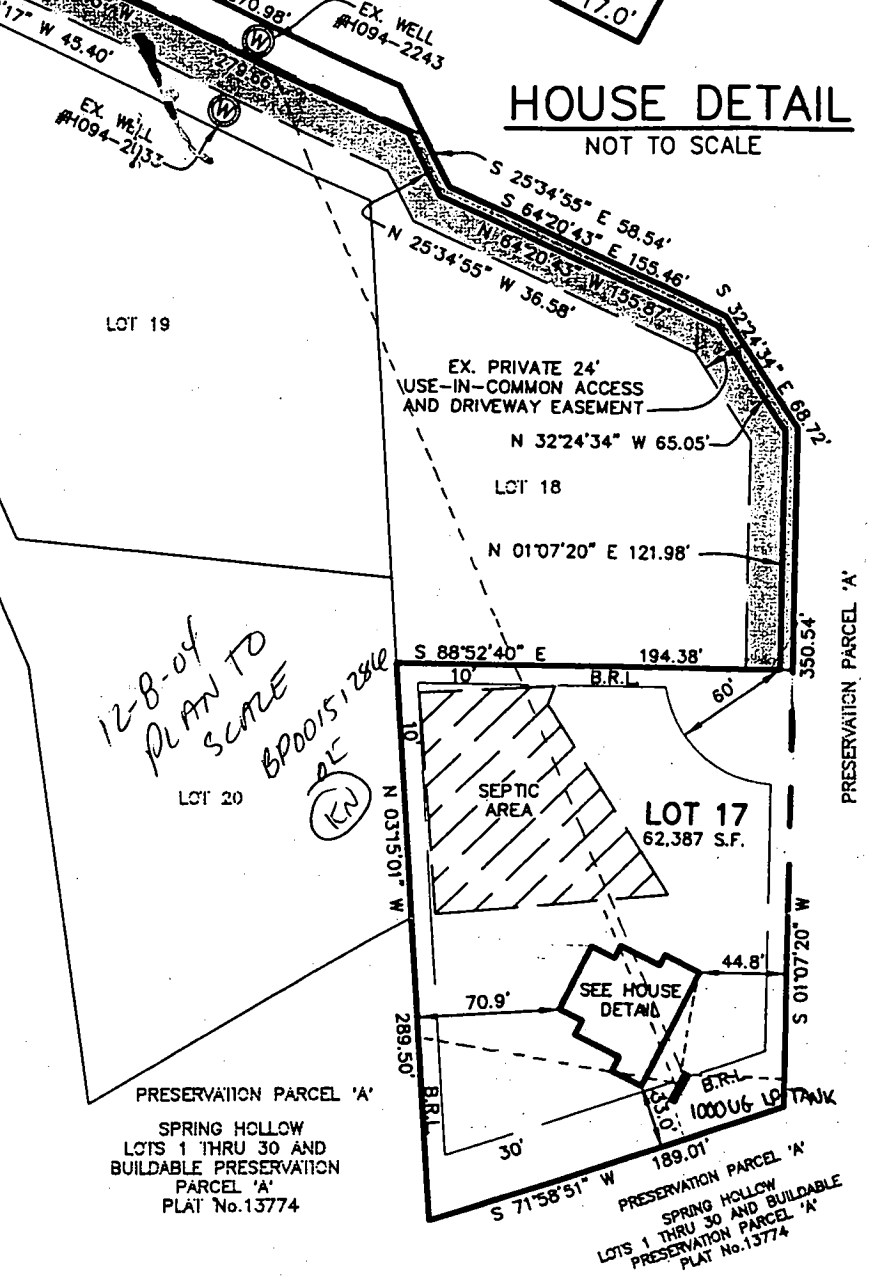 17.0'
270.98'
EX. WELL
#HO94-2243
17" W 45.40'
279.66'
EX. WELL
HOUSE DETAIL
NOT TO SCALE
S 25°34'55" E 58.54'
S 64°20'43" E 155.46'
N 64°20'43" W 155.87'
N 25°34'55" W 36.58'
S 32°24'34" E 68.72'
LOT 19
EX. PRIVATE 24'
USE-IN-COMMON ACCESS
AND DRIVEWAY EASEMENT
N 32°24'34" W 65.05'
LOT 18
N 01°07'20" E 121.98'
PRESERVATION PARCEL 'A'
350.54'
S 88°52'40" E 194.38'
10' B.R.L.
60'
10'
12-8-04
PLAN TO
SCALE
KN
LOT 20
SEPTIC
AREA
LOT 17
62,387 S.F.
N 03°15'01" W
289.50'
S 01°07'20" W
44.8'
SEE HOUSE
DETAIL
70.9'
B.R.L.
B.R.L.
1000 UG LP TANK
33.0'
30'
S 71°58'51" W 189.01'
PRESERVATION PARCEL 'A'
SPRING HOLLOW
LOTS 1 THRU 30 AND
BUILDABLE PRESERVATION
PARCEL 'A'
PLAT No.13774
PRESERVATION PARCEL 'A'
SPRING HOLLOW
LOTS 1 THRU 30 AND BUILDABLE
PRESERVATION PARCEL 'A'
PLAT No.13774